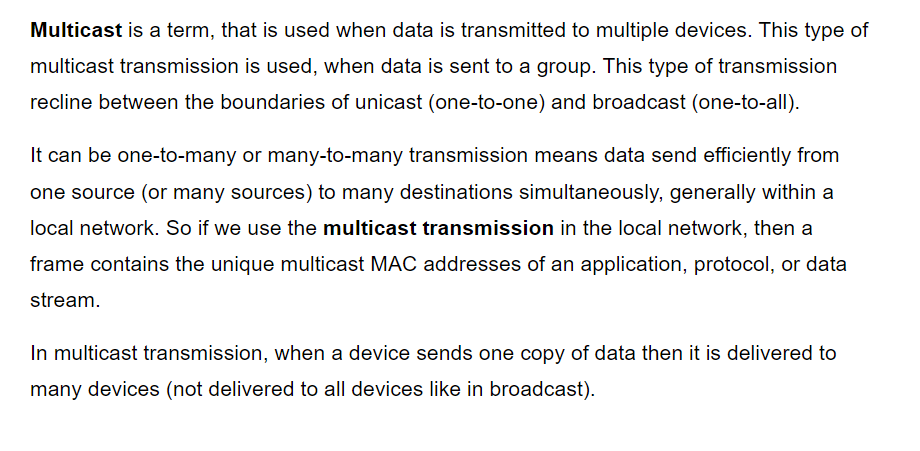 Multicast is a term, that is used when data is transmitted to multiple devices. This type of
multicast transmission is used, when data is sent to a group. This type of transmission
recline between the boundaries of unicast (one-to-one) and broadcast (one-to-all).
It can be one-to-many or many-to-many transmission means data send efficiently from
one source (or many sources) to many destinations simultaneously, generally within a
local network. So if we use the multicast transmission in the local network, then a
frame contains the unique multicast MAC addresses of an application, protocol, or data
stream.
In multicast transmission, when a device sends one copy of data then it is delivered to
many devices (not delivered to all devices like in broadcast).